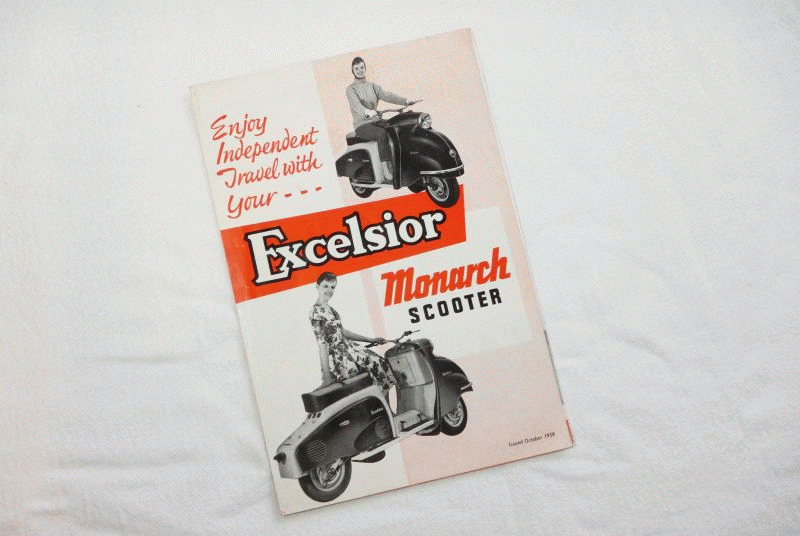 Enjoy
Independent
Travel with
your - - -
Excelsior
Monarch
SCOOTER
Issued October 1959